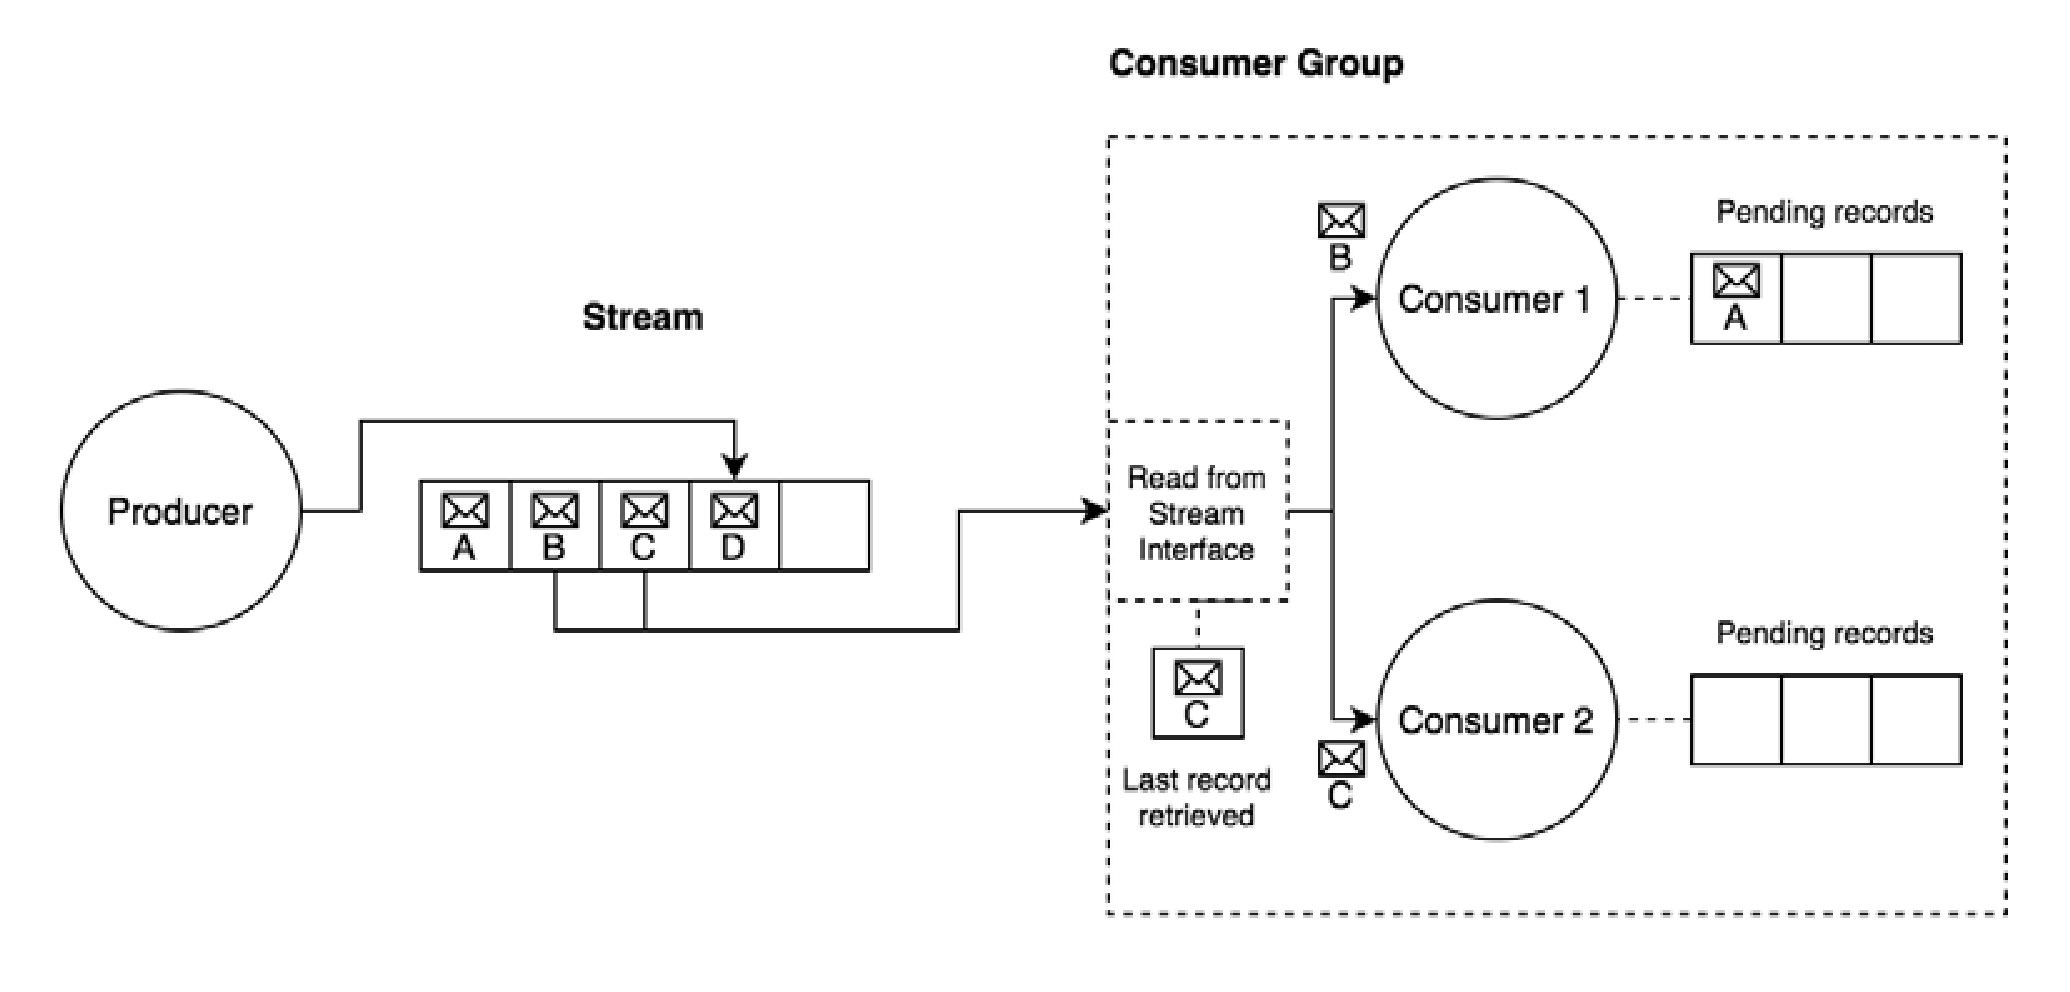 Consumer Group
Stream
Producer
A
B
C
D
Read from
Stream
Interface
C
Last record
retrieved
B
Consumer 1
Pending records
A
Consumer 2
C
Pending records